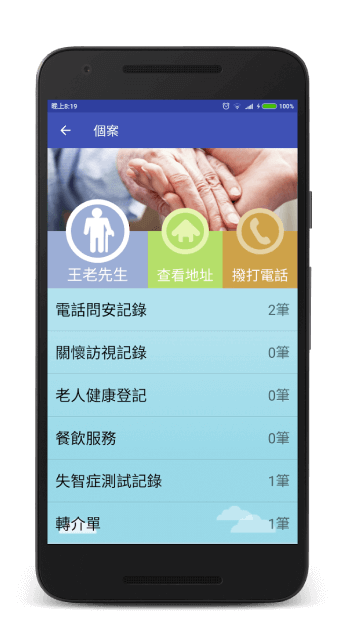 晚上8:19 100%
個案
王老先生 查看地址 撥打電話
電話問安記錄 2筆
關懷訪視記錄 0筆
老人健康登記 0筆
餐飲服務 0筆
失智症測試記錄 1筆
轉介單 1筆